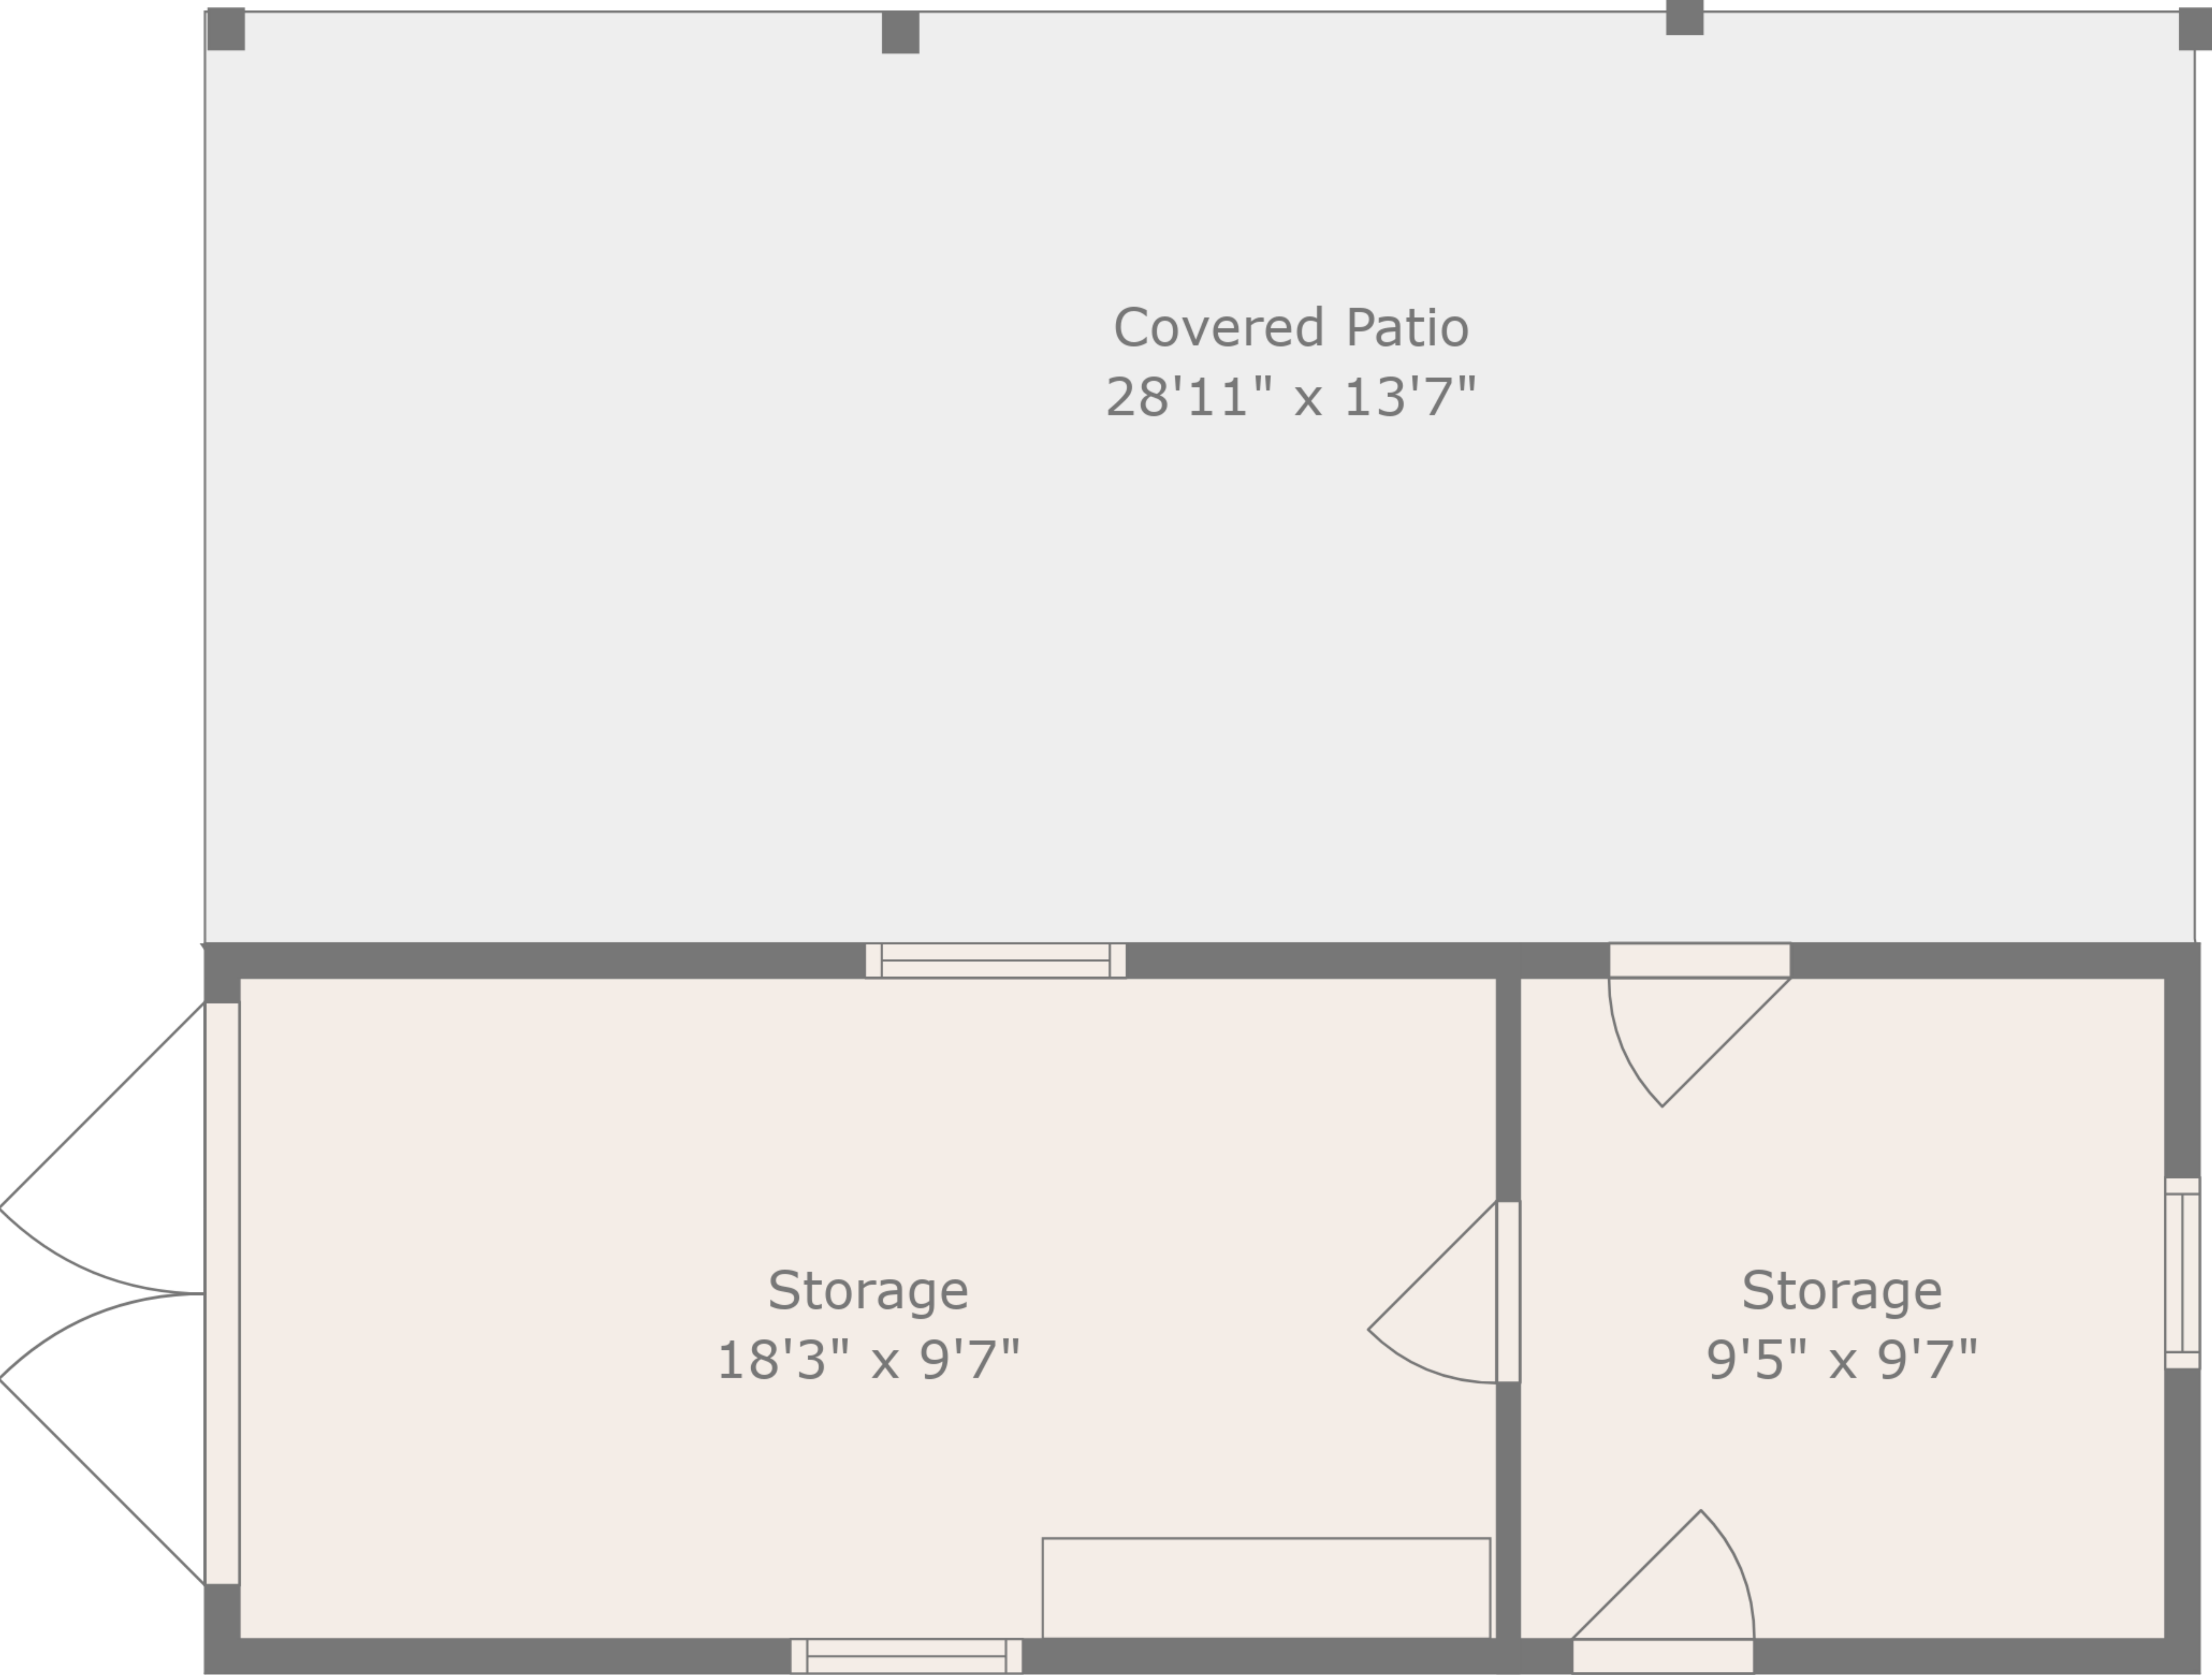 Covered Patio
28'11" x 13'7"
Storage
18'3" x 9'7"
Storage
9'5" x 9'7"